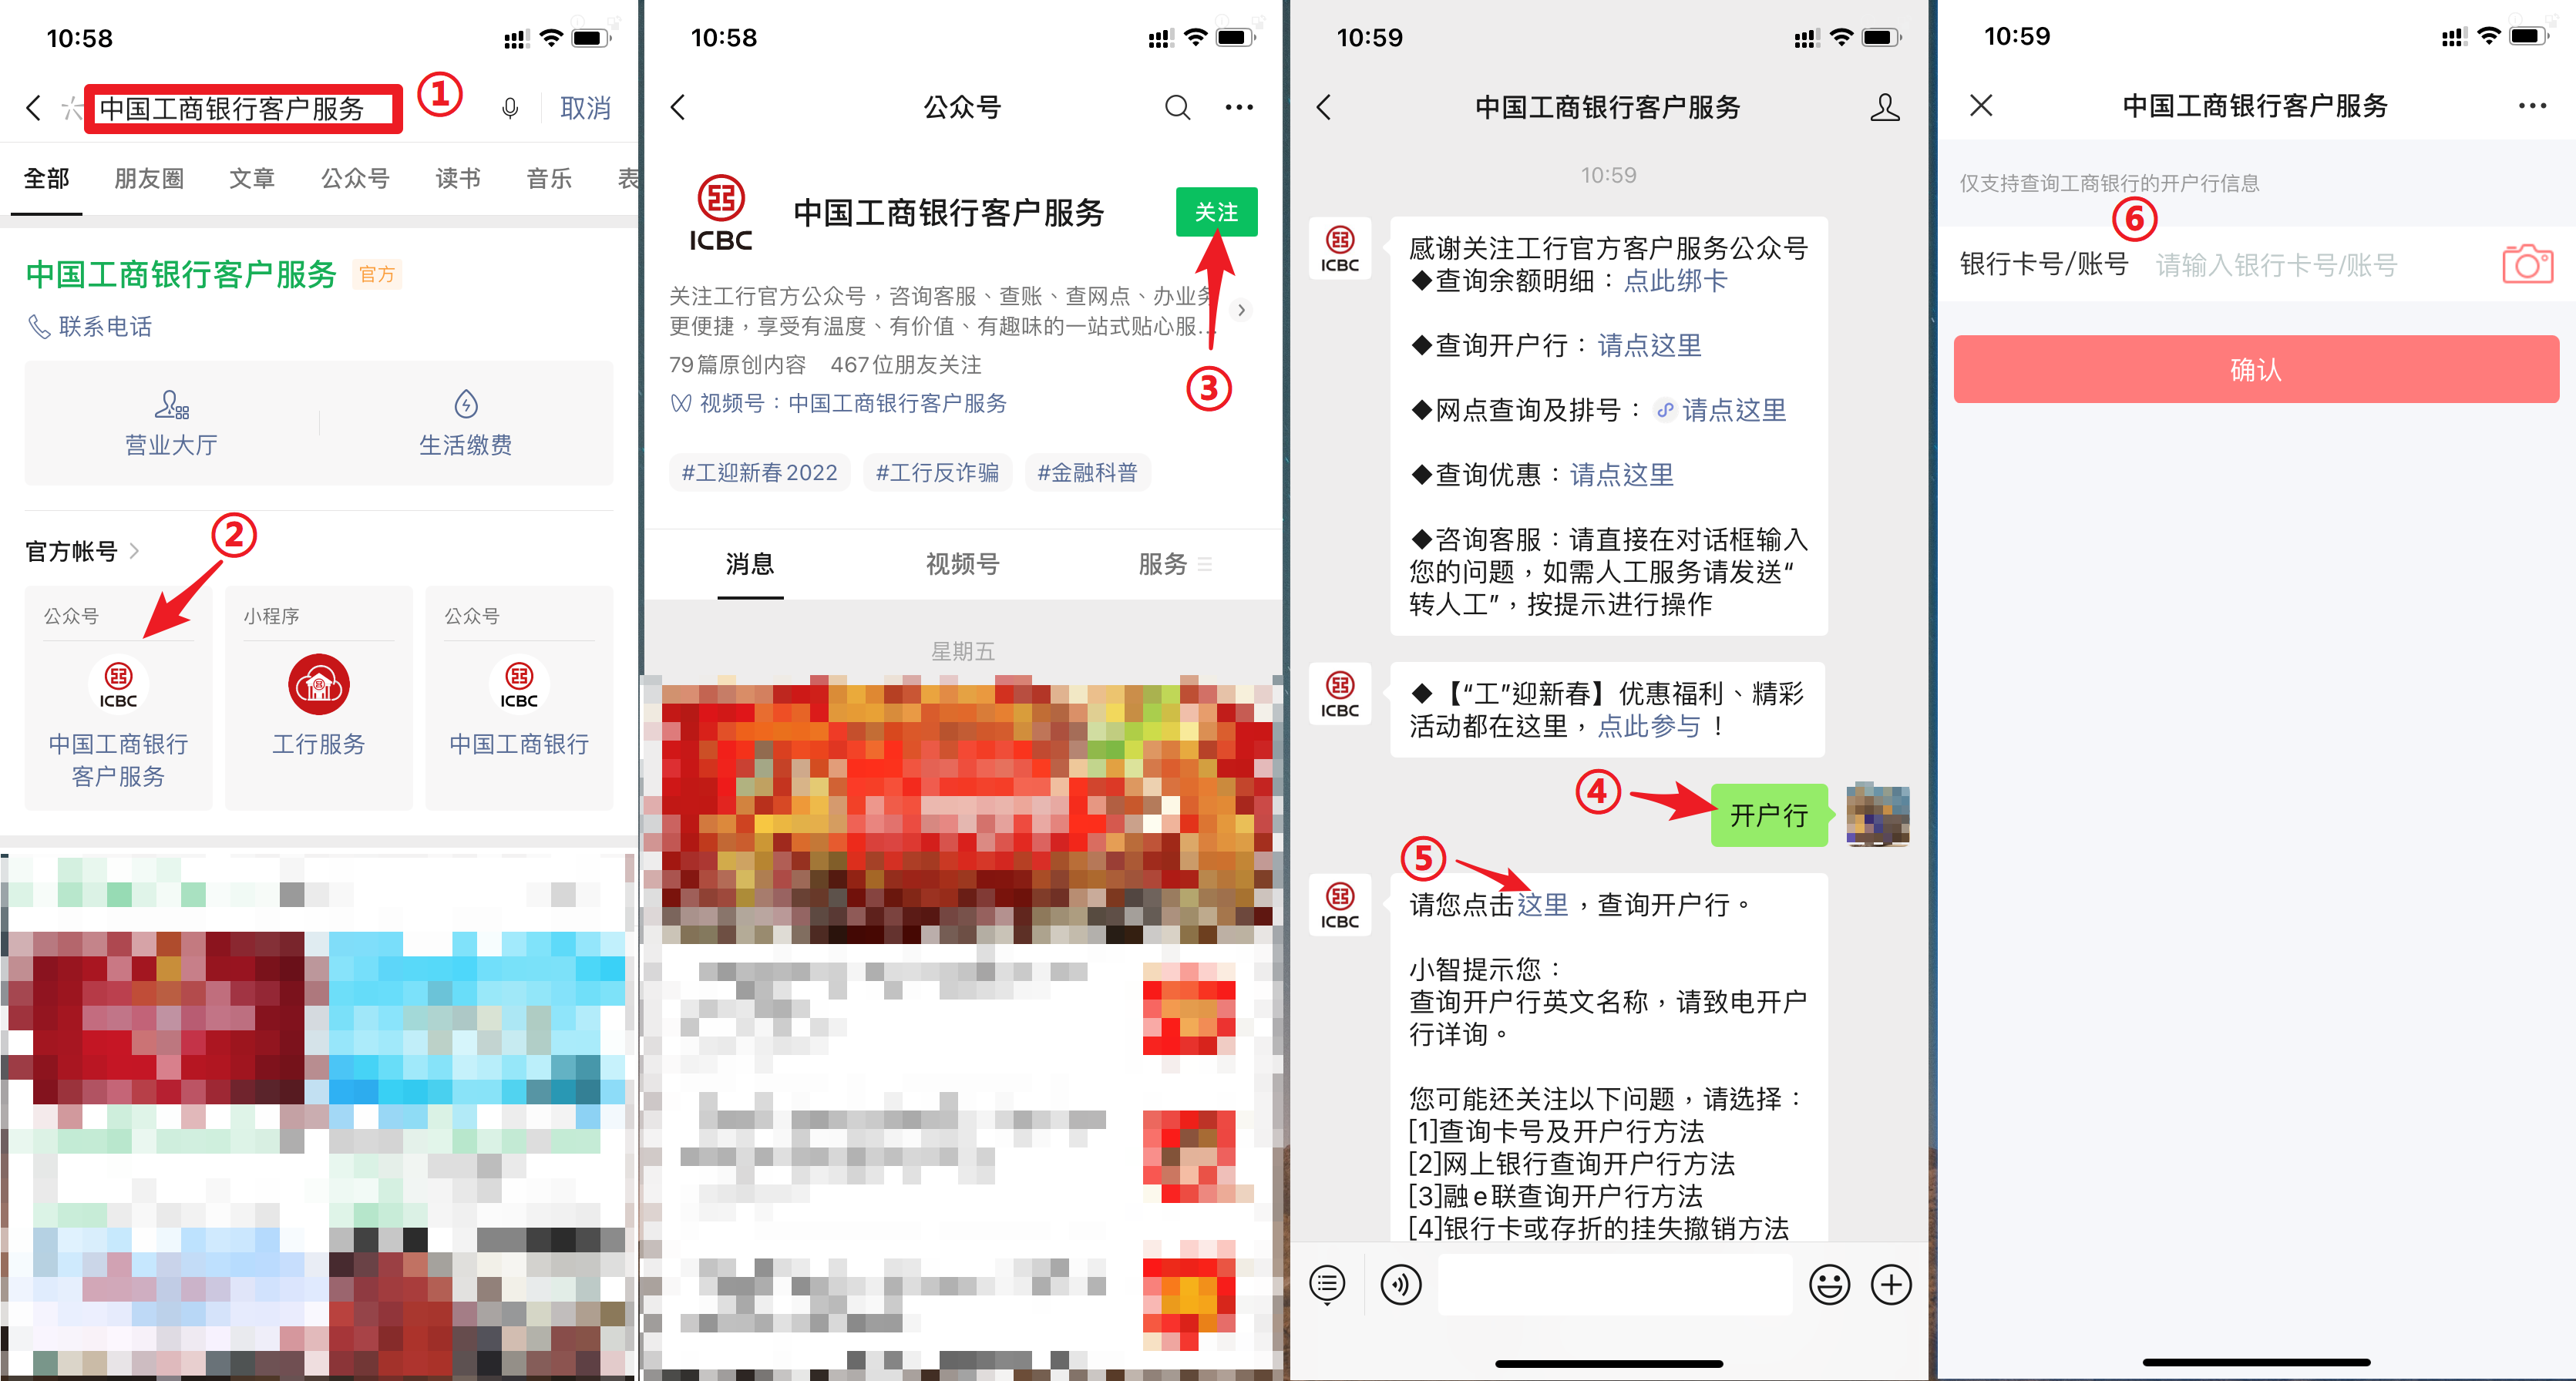 10:58
中国工商银行客户服务
①
取消
全部 朋友圈 文章 公众号 读书 音乐 表
中国工商银行客户服务 官方
联系电话
营业大厅 生活缴费
②
官方帐号
公众号 小程序 公众号
ICBC ICBC
中国工商银行 工行服务 中国工商银行
客户服务
10:58
公众号
ICBC
中国工商银行客户服务
关注
关注工行官方公众号，咨询客服、查账、查网点、办业务
更便捷，享受有温度、有价值、有趣味的一站式贴心服...
79篇原创内容 467位朋友关注
③
视频号：中国工商银行客户服务
#工迎新春2022 #工行反诈骗 #金融科普
消息 视频号 服务
星期五
10:59
中国工商银行客户服务
10:59
ICBC
感谢关注工行官方客户服务公众号
◆查询余额明细：点此绑卡
◆查询开户行：请点这里
◆网点查询及排号：请点这里
◆查询优惠：请点这里
◆咨询客服：请直接在对话框输入
您的问题，如需人工服务请发送“
转人工”，按提示进行操作
ICBC
◆【“工”迎新春】优惠福利、精彩
活动都在这里，点此参与！
④
开户行
⑤
ICBC
请您点击这里，查询开户行。
小智提示您：
查询开户行英文名称，请致电开户
行详询。
您可能还关注以下问题，请选择：
[1]查询卡号及开户行方法
[2]网上银行查询开户行方法
[3]融e联查询开户行方法
[4]银行卡或存折的挂失撤销方法
10:59
中国工商银行客户服务
仅支持查询工商银行的开户行信息
⑥
银行卡号/账号 请输入银行卡号/账号
确认